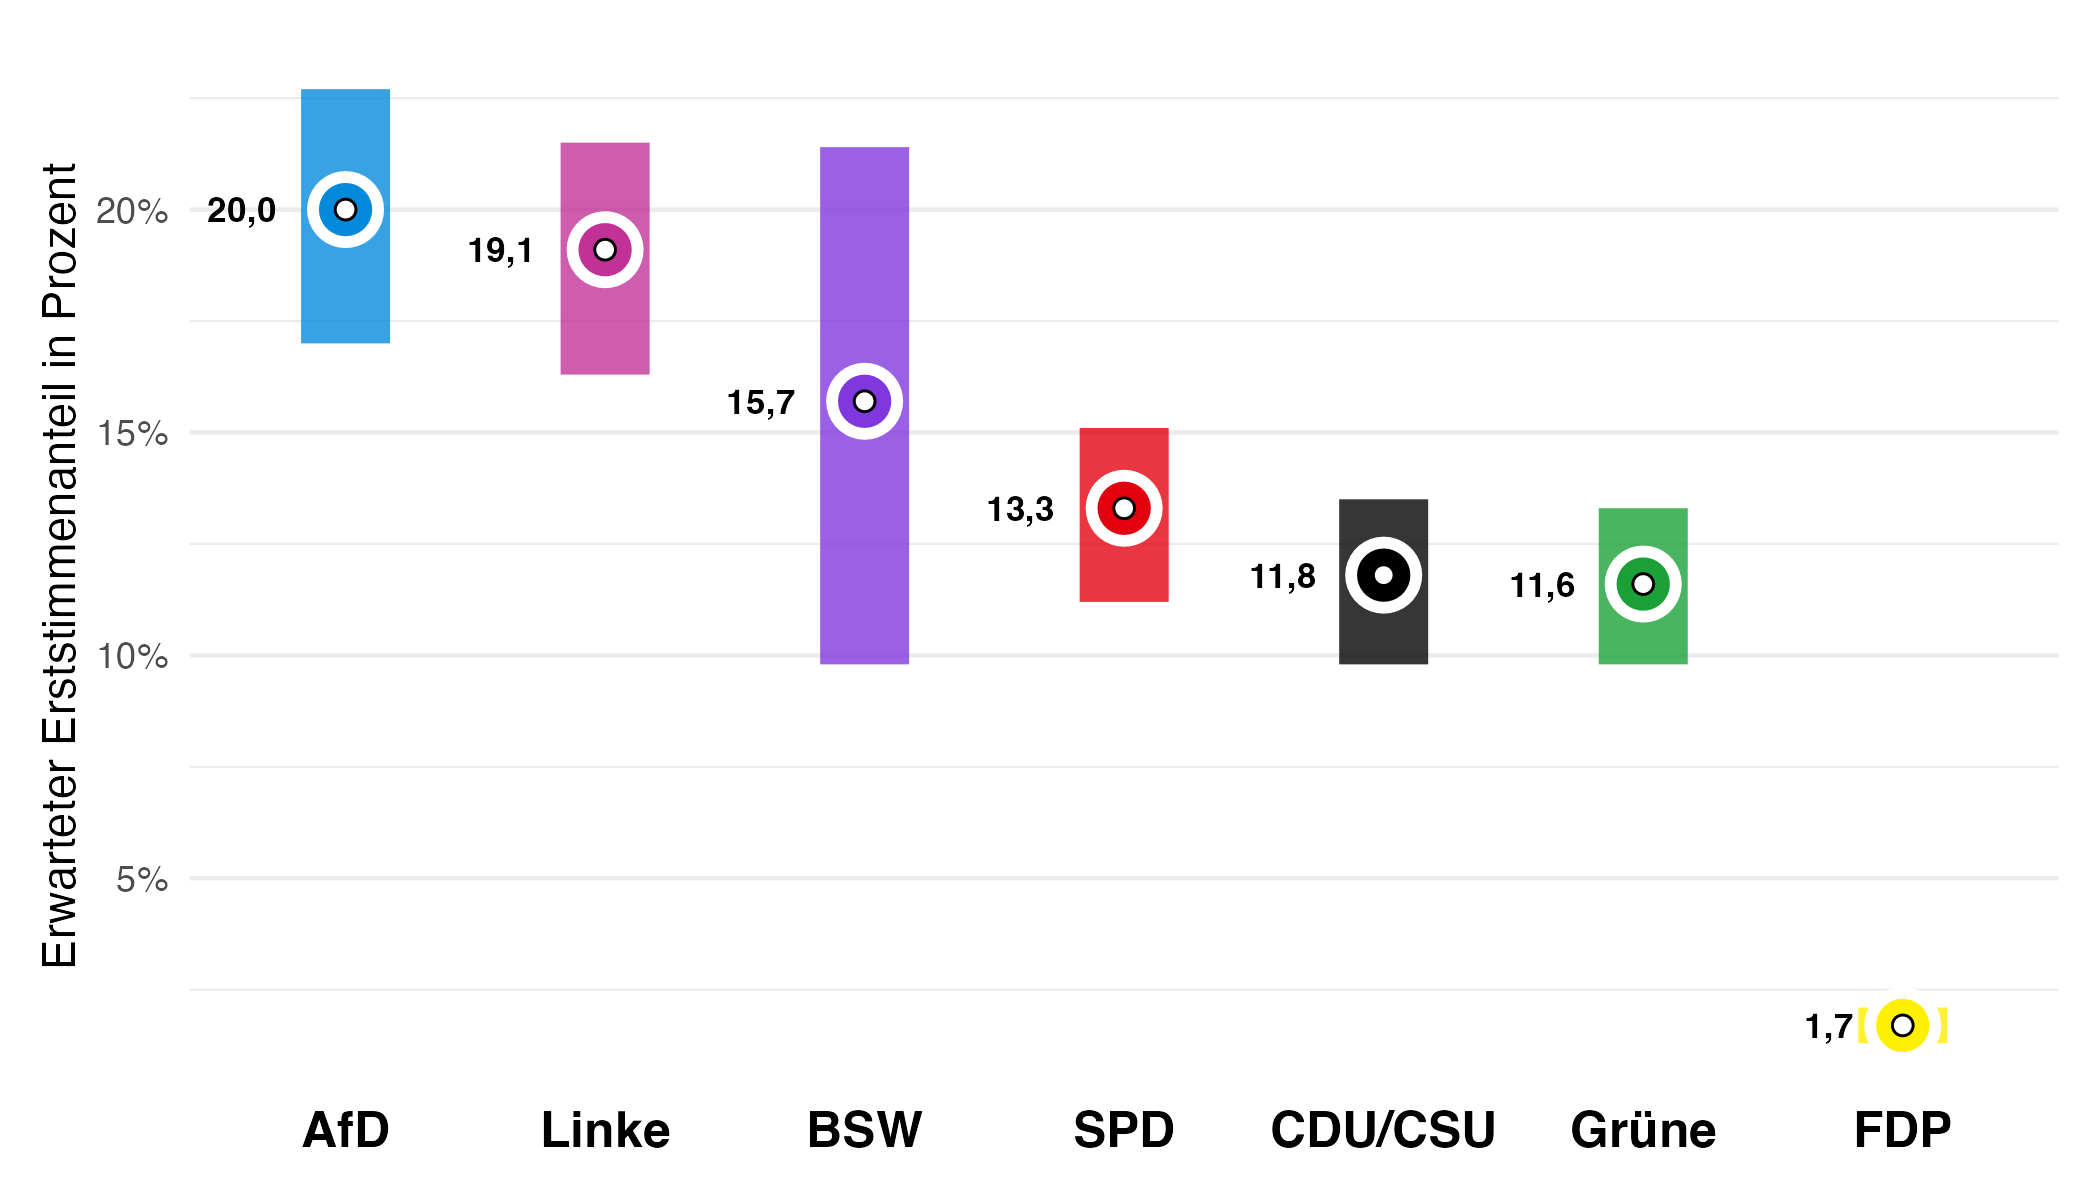 Erwarteter Erststimmenanteil in Prozent
20%
15%
10%
5%
20,0
19,1
15,7
13,3
11,8
11,6
1,7
AfD
Linke
BSW
SPD
CDU/CSU
Grüne
FDP